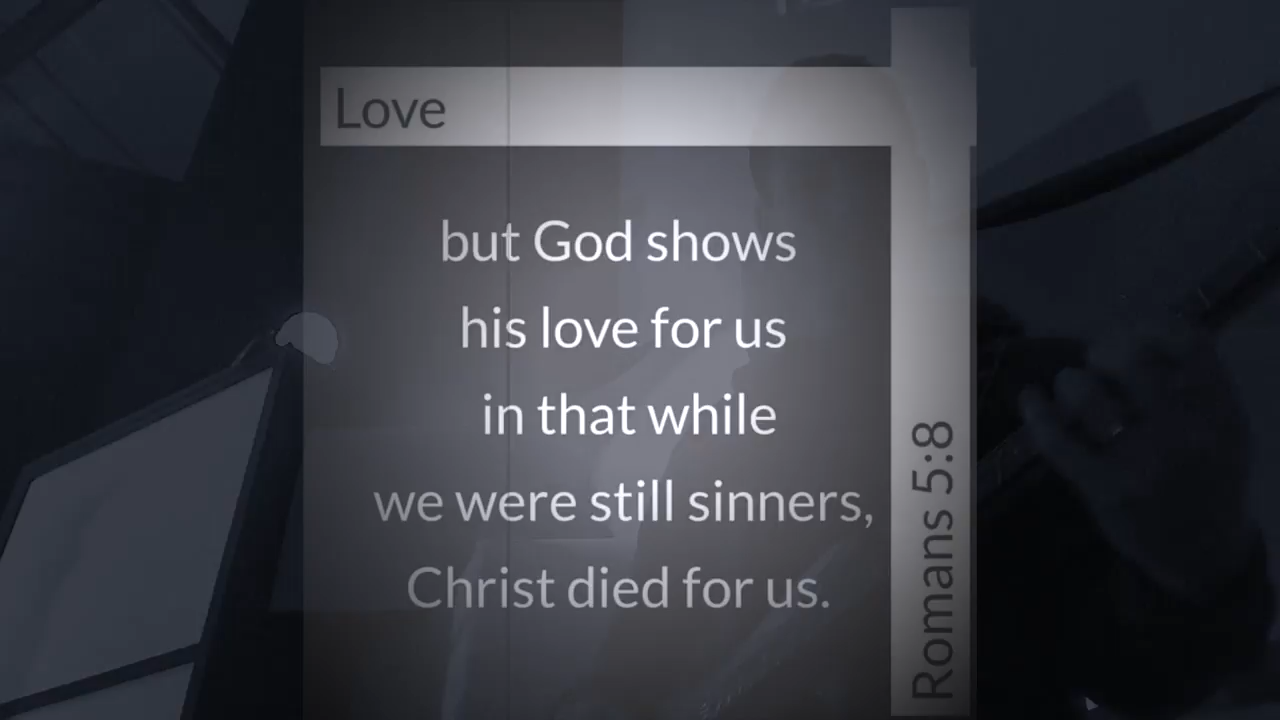 Love
but God shows
his love for us
in that while
we were still sinners,
Christ died for us.
Romans 5:8